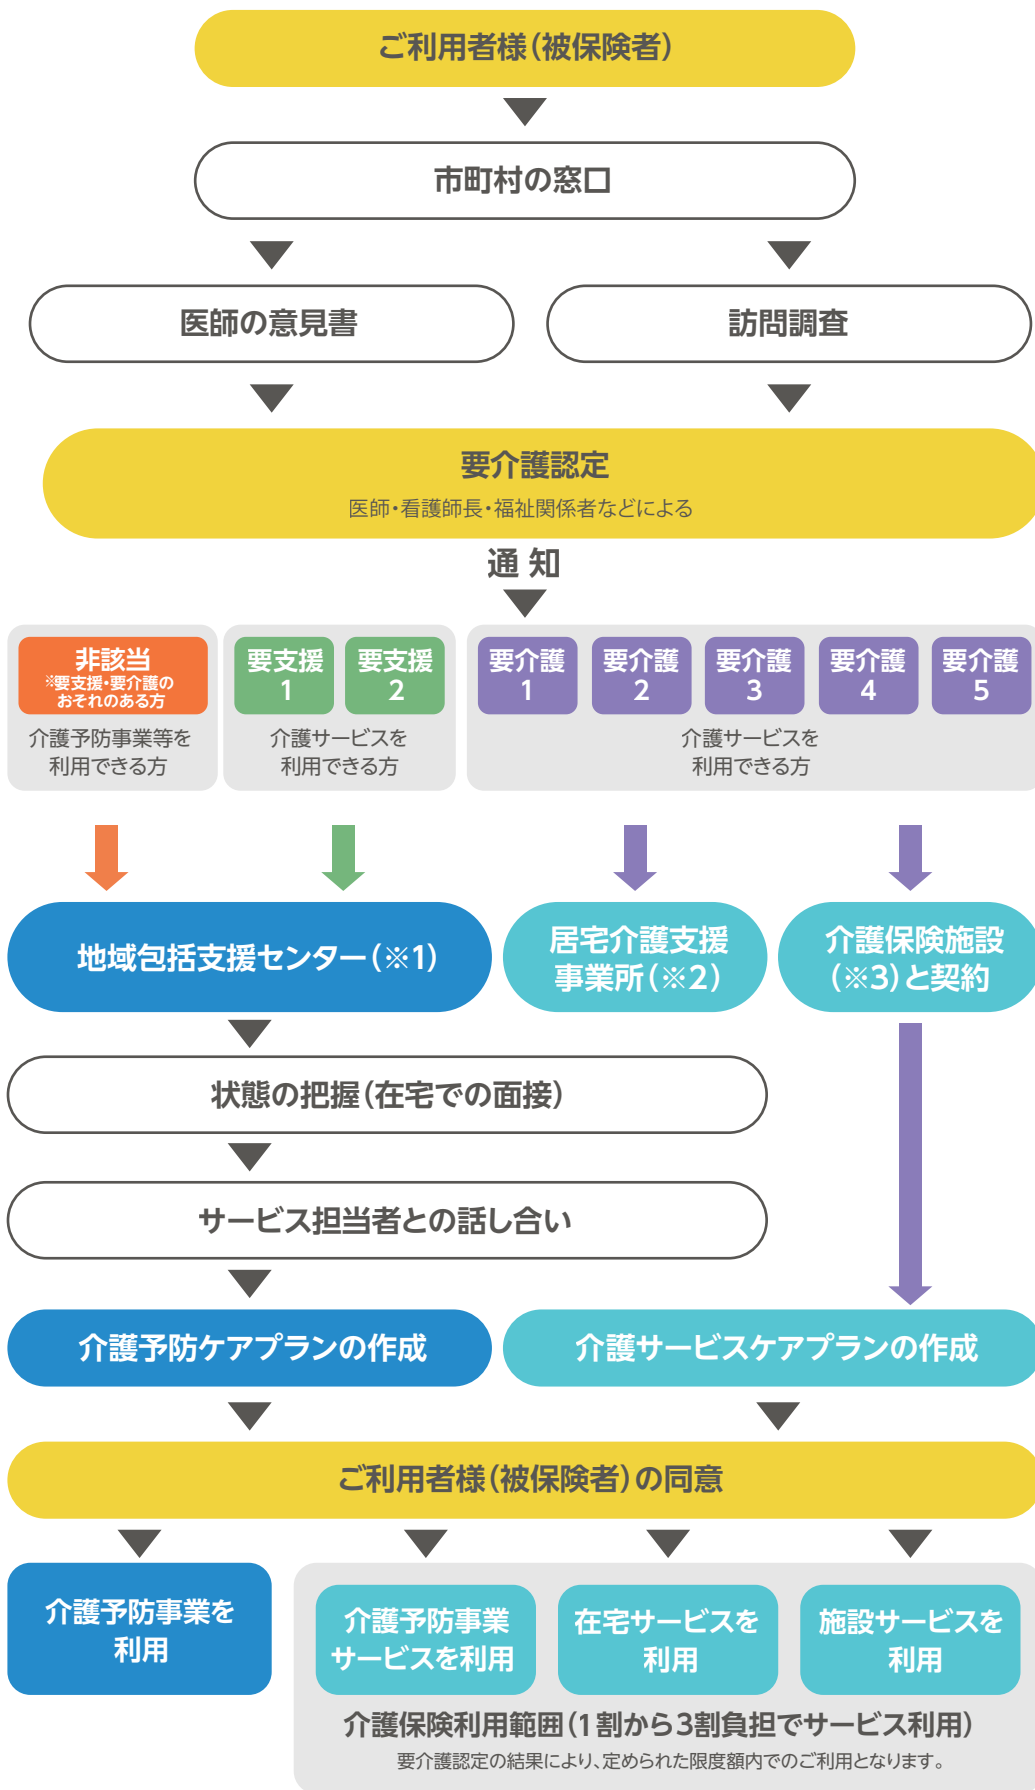 ご利用者様(被保険者)
市町村の窓口
医師の意見書
訪問調査
要介護認定
医師・看護師長・福祉関係者などによる
通 知
非該当
※要支援・要介護の
おそれのある方
介護予防事業等を
利用できる方
要支援
1
要支援
2
介護サービスを
利用できる方
要介護
1
要介護
2
要介護
3
要介護
4
要介護
5
介護サービスを
利用できる方
地域包括支援センター(※1)
居宅介護支援
事業所(※2)
介護保険施設
(※3)と契約
状態の把握(在宅での面接)
サービス担当者との話し合い
介護予防ケアプランの作成
介護サービスケアプランの作成
ご利用者様(被保険者)の同意
介護予防事業を
利用
介護予防事業
サービスを利用
在宅サービスを
利用
施設サービスを
利用
介護保険利用範囲(1割から3割負担でサービス利用)
要介護認定の結果により、定められた限度額内でのご利用となります。